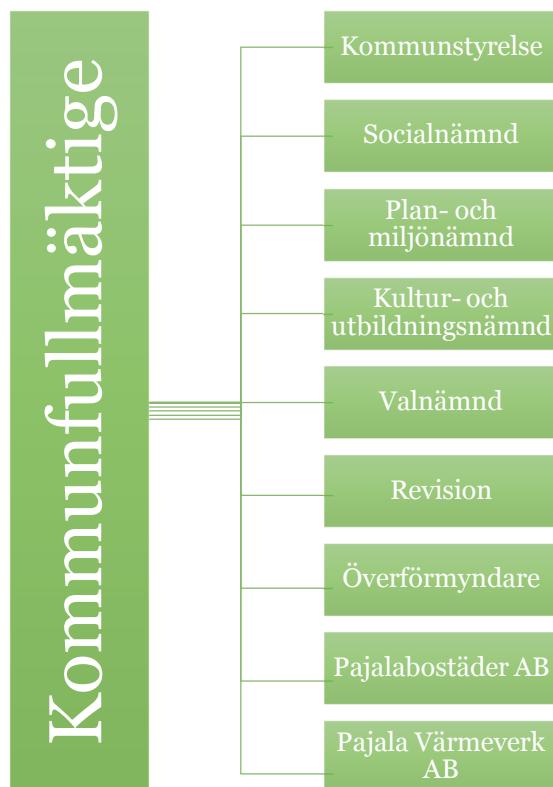 Kommunfullmäktige
Kommunstyrelse
Socialnämnd
Plan- och
miljönämnd
Kultur- och
utbildningsnämnd
Valnämnd
Revision
Överförmyndare
Pajalabostäder AB
Pajala Värmeverk
AB